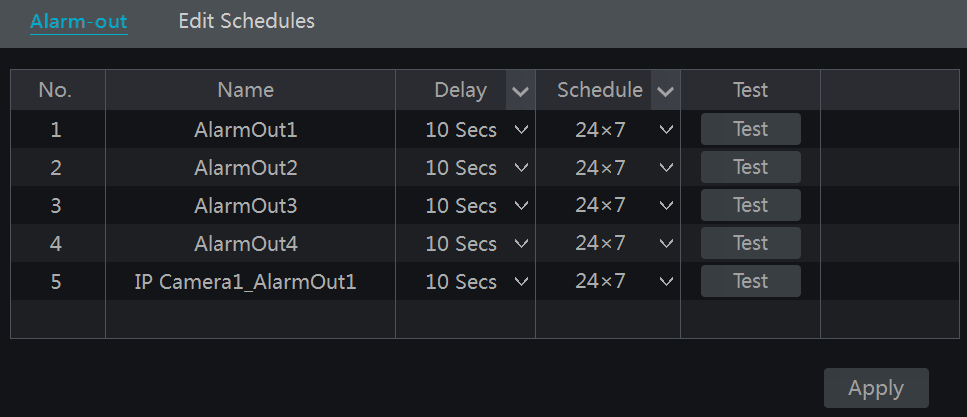 Alarm-out Edit Schedules
No. Name Delay Schedule Test
1 AlarmOut1 10 Secs 24×7 Test
2 AlarmOut2 10 Secs 24×7 Test
3 AlarmOut3 10 Secs 24×7 Test
4 AlarmOut4 10 Secs 24×7 Test
5 IP Camera1_AlarmOut1 10 Secs 24×7 Test
Apply